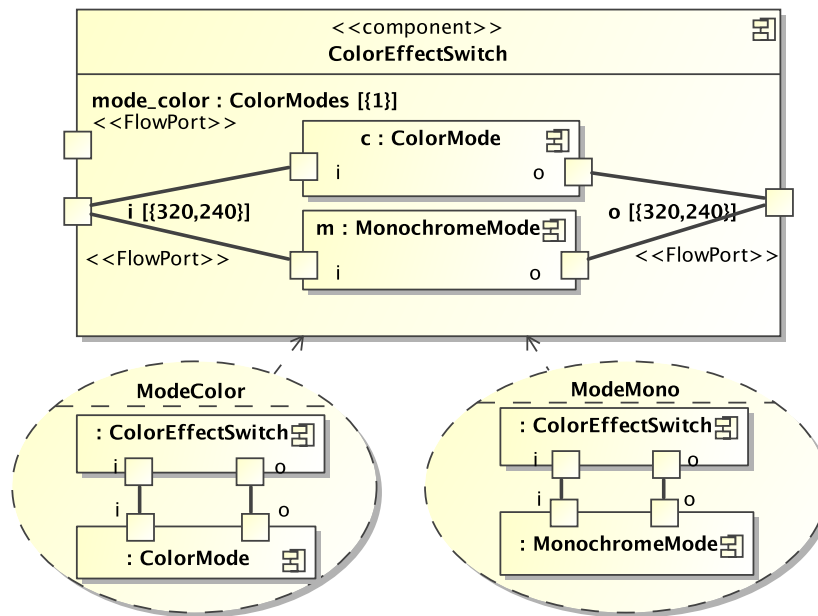 <<component>>
ColorEffectSwitch
mode_color : ColorModes [{1}]
<<FlowPort>>
c : ColorMode
i
o
i [{320,240}]
o [{320,240}]
m : MonochromeMode
<<FlowPort>>
<<FlowPort>>
i
o
ModeColor
: ColorEffectSwitch
i
o
i
o
: ColorMode
ModeMono
: ColorEffectSwitch
i
o
i
o
: MonochromeMode